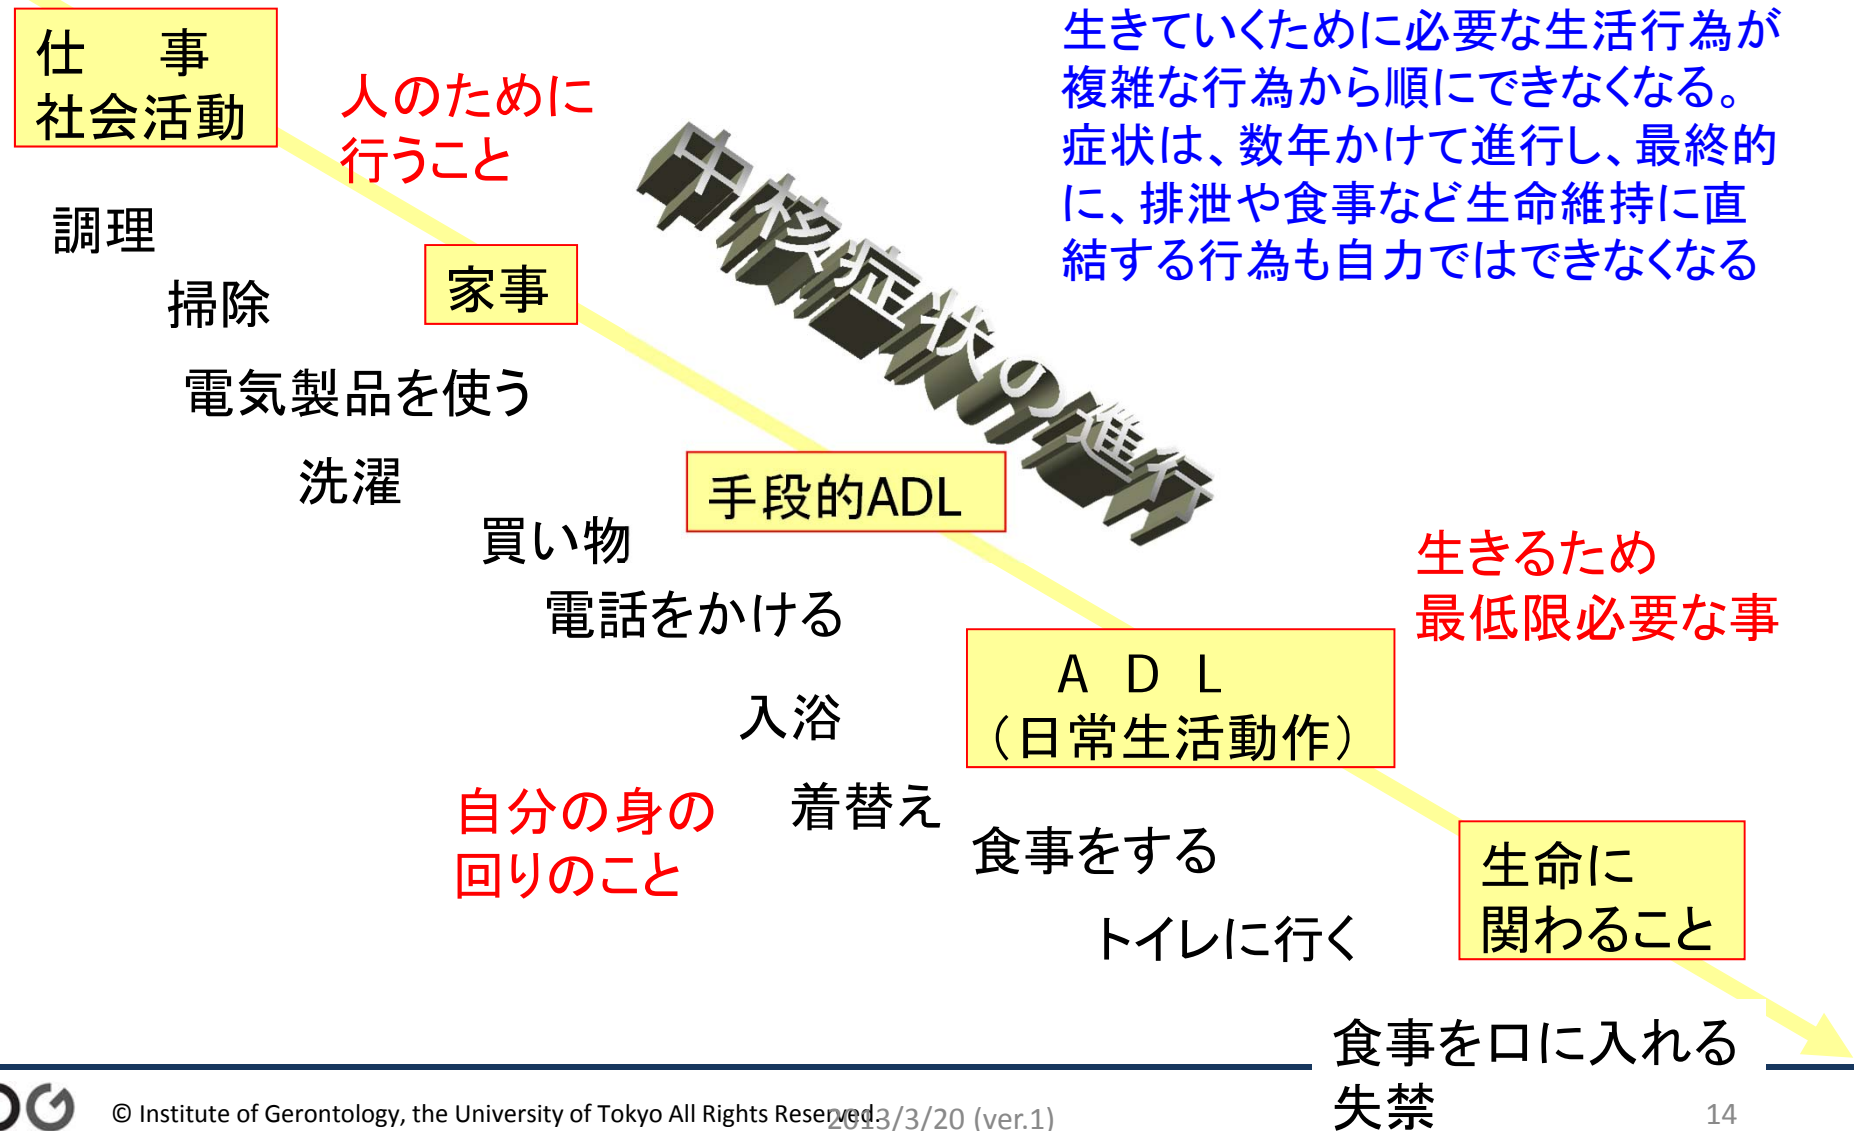 仕　事
社会活動
人のために
行うこと
生きていくために必要な生活行為が
複雑な行為から順にできなくなる。
症状は、数年かけて進行し、最終的
に、排泄や食事など生命維持に直
結する行為も自力ではできなくなる
中核症状の進行
調理
家事
掃除
電気製品を使う
洗濯
手段的ADL
買い物
電話をかける
生きるため
最低限必要な事
ＡＤＬ
（日常生活動作）
入浴
着替え
自分の身の
回りのこと
食事をする
生命に
関わること
トイレに行く
食事を口に入れる
失禁
© Institute of Gerontology, the University of Tokyo All Rights Reserved.
2013/3/20 (ver.1)
14